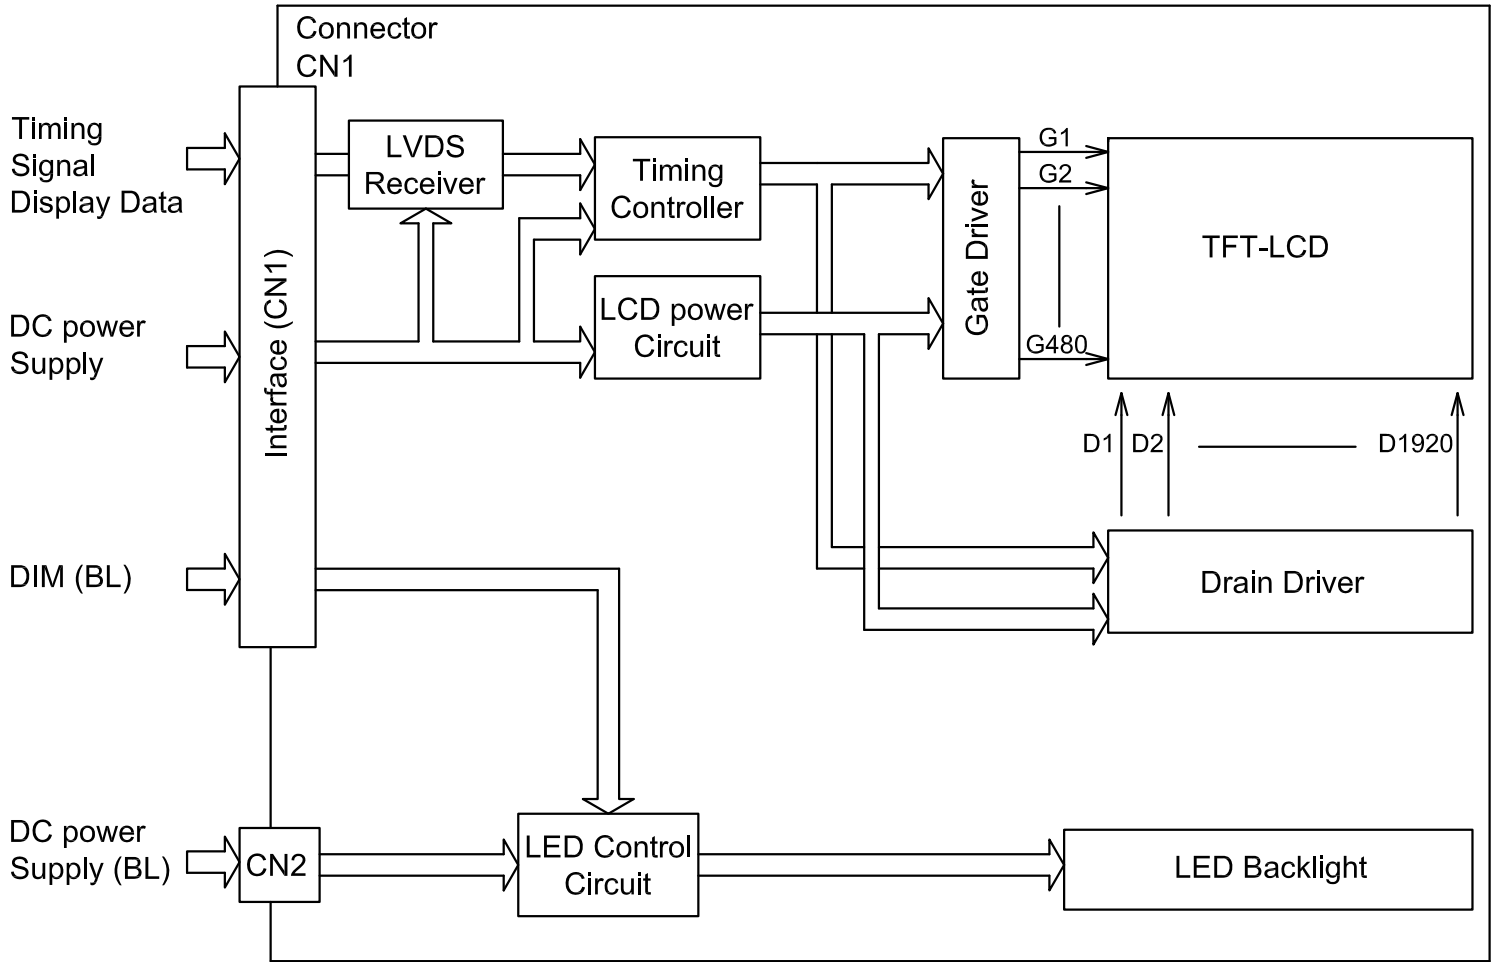 Connector
CN1
Timing
Signal
Display Data
DC power
Supply
DIM (BL)
DC power
Supply (BL)
Interface (CN1)
CN2
LVDS
Receiver
Timing
Controller
LCD power
Circuit
Gate Driver
G1
G2
G480
TFT-LCD
D1
D2
D1920
Drain Driver
LED Control
Circuit
LED Backlight